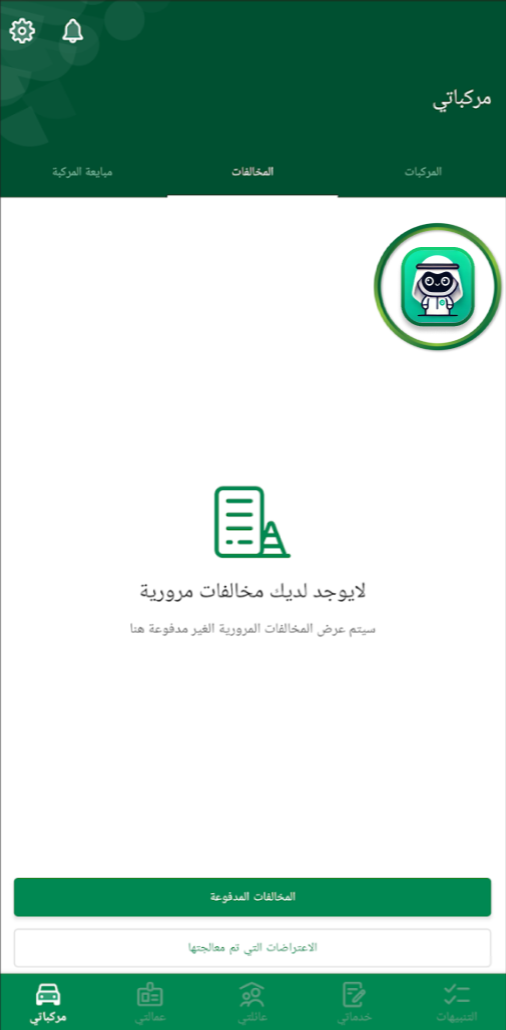 مركباتي
المركبات
المخالفات
مبايعة المركبة
لايوجد لديك مخالفات مرورية
سيتم عرض المخالفات المرورية الغير مدفوعة هنا
المخالفات المدفوعة
الاعتراضات التي تم معالجتها
التنبيهات
خدماتي
عائلتي
عمالتي
مركباتي